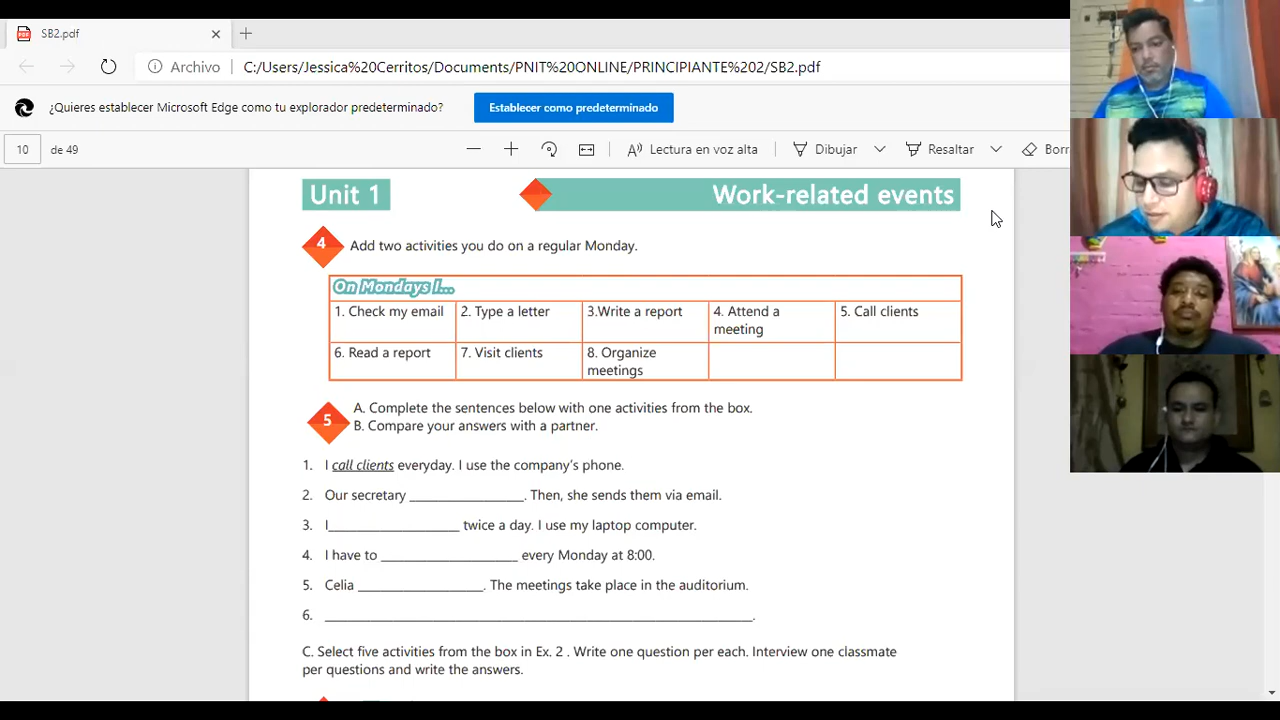 SB2.pdf
Archivo C:/Users/Jessica%20Cerritos/Documents/PNIT%20ONLINE/PRINCIPIANTE%202/SB2.pdf
¿Quieres establecer Microsoft Edge como tu explorador predeterminado? Establecer como predeterminado
10 de 49 Lectura en voz alta Dibujar Resaltar Borr
Unit 1 Work-related events
4 Add two activities you do on a regular Monday.
On Mondays I...
1. Check my email 2. Type a letter 3.Write a report 4. Attend a meeting 5. Call clients
6. Read a report 7. Visit clients 8. Organize meetings
5 A. Complete the sentences below with one activities from the box.
B. Compare your answers with a partner.
1. I call clients everyday. I use the company's phone.
2. Our secretary __________________. Then, she sends them via email.
3. I_____________________ twice a day. I use my laptop computer.
4. I have to ______________________ every Monday at 8:00.
5. Celia ____________________. The meetings take place in the auditorium.
6. ____________________________________________________________________.
C. Select five activities from the box in Ex. 2 . Write one question per each. Interview one classmate
per questions and write the answers.